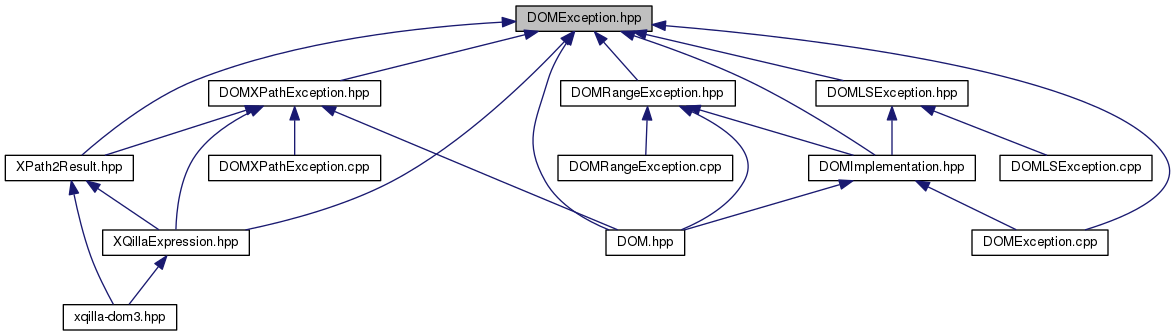 DOMException.hpp
DOMXPathException.hpp
DOMRangeException.hpp
DOMLSException.hpp
XPath2Result.hpp
DOMXPathException.cpp
DOMRangeException.cpp
DOMImplementation.hpp
DOMLSException.cpp
XQillaExpression.hpp
DOM.hpp
DOMException.cpp
xqilla-dom3.hpp